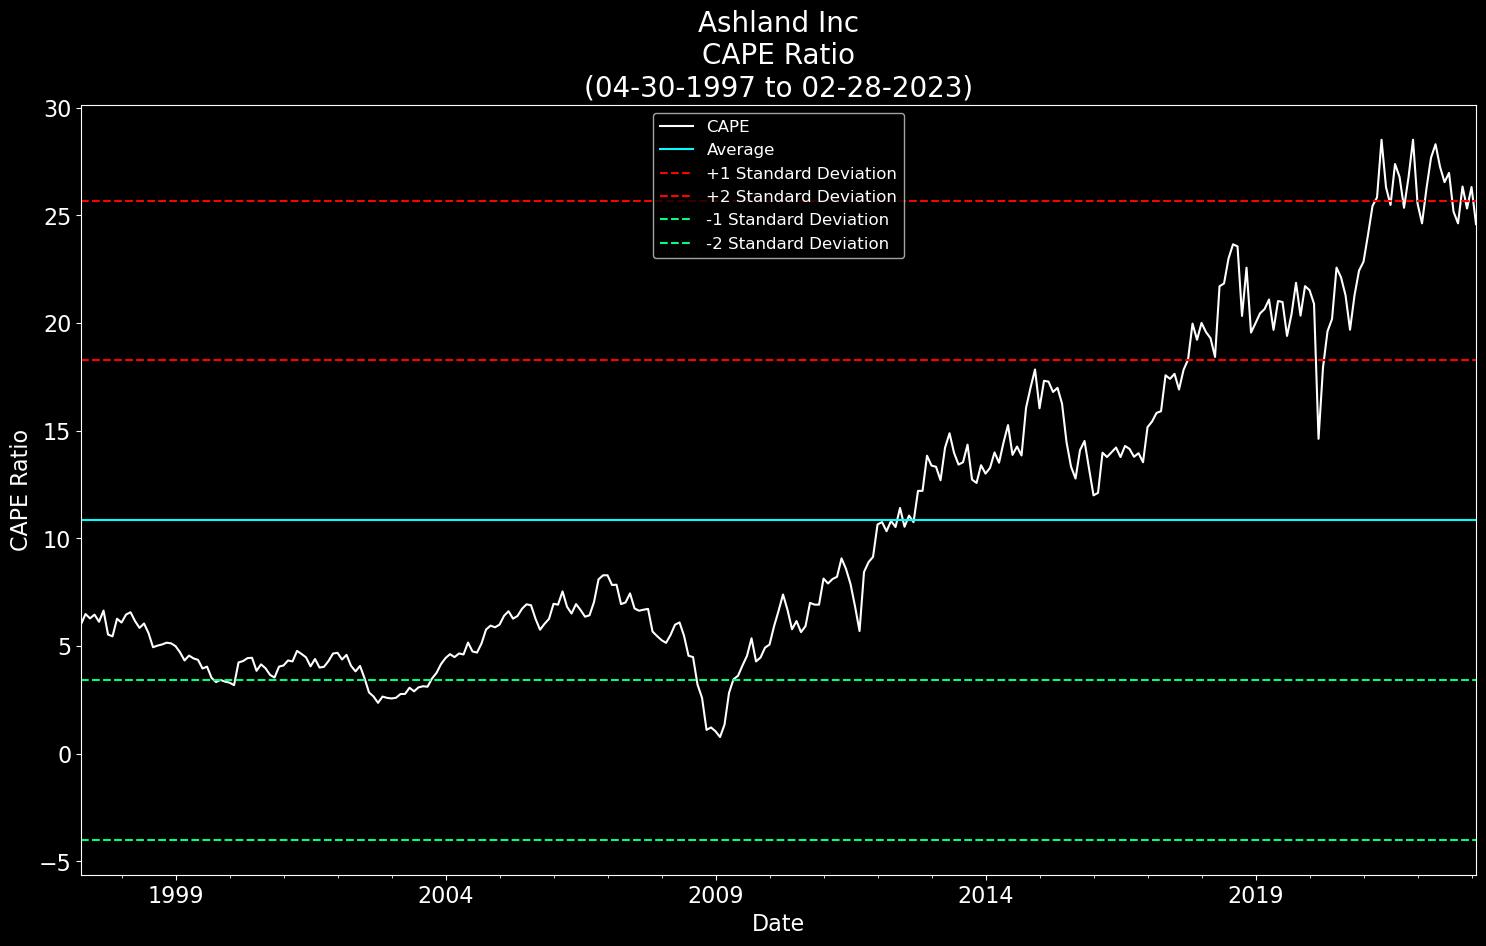 Ashland Inc
CAPE Ratio
(04-30-1997 to 02-28-2023)
CAPE
Average
+1 Standard Deviation
+2 Standard Deviation
-1 Standard Deviation
-2 Standard Deviation
CAPE Ratio
30
25
20
15
10
5
0
−5
1999 2004 2009 2014 2019
Date